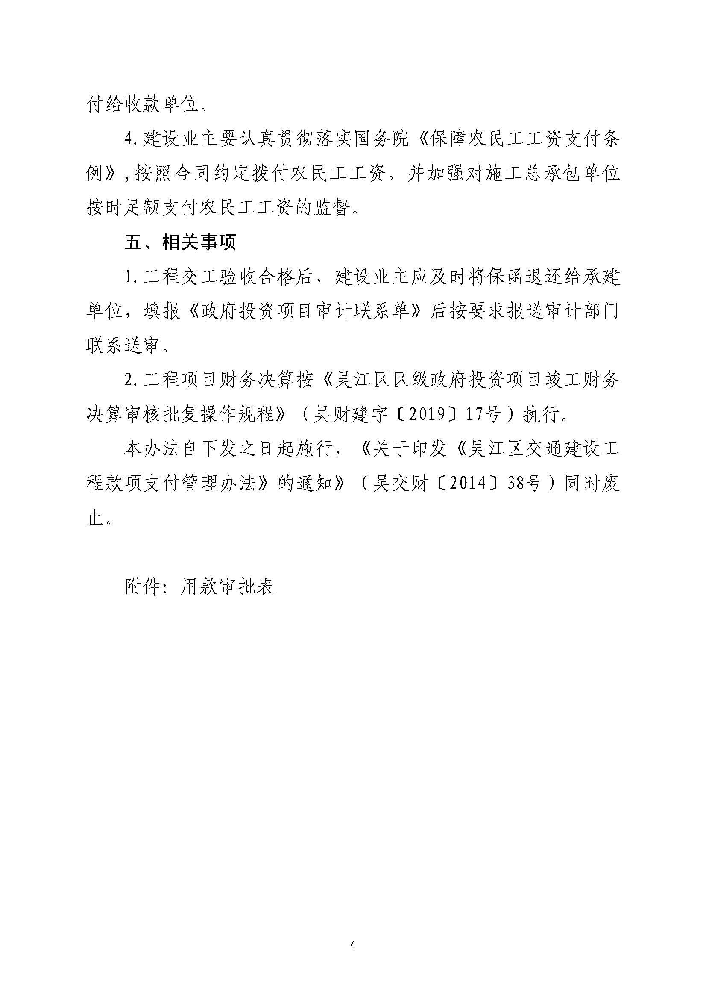 付给收款单位。
4. 建设业主要认真贯彻落实国务院《保障农民工工资支付条
例》,按照合同约定拨付农民工工资，并加强对施工总承包单位
按时足额支付农民工工资的监督。
五、相关事项
1. 工程交工验收合格后，建设业主应及时将保函退还给承建
单位，填报《政府投资项目审计联系单》后按要求报送审计部门
联系送审。
2. 工程项目财务决算按《吴江区区级政府投资项目竣工财务
决算审核批复操作规程》（吴财建字〔2019〕17号）执行。
本办法自下发之日起施行，《关于印发《吴江区交通建设工
程款项支付管理办法》的通知》（吴交财〔2014〕38号）同时废
止。
附件：用款审批表
4